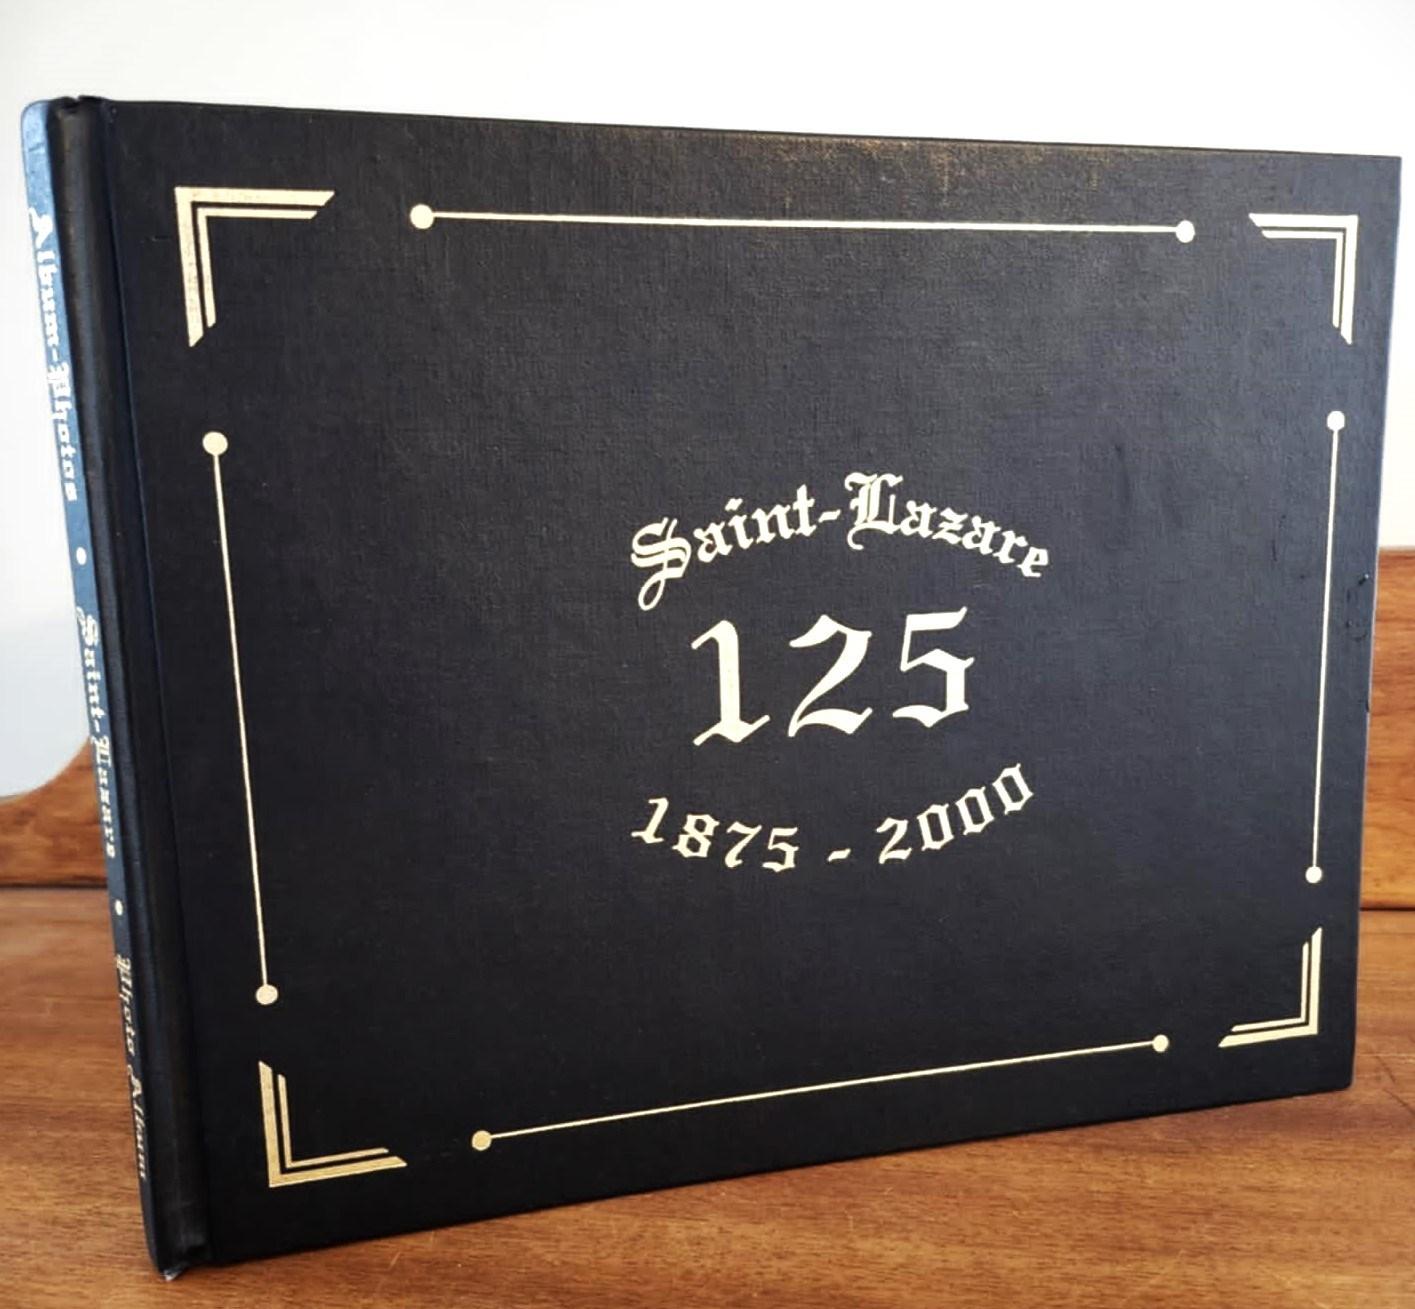 Saint-Lazare
125
1875 - 2000
Album-Photos • Saint-Lazare • Photo Album